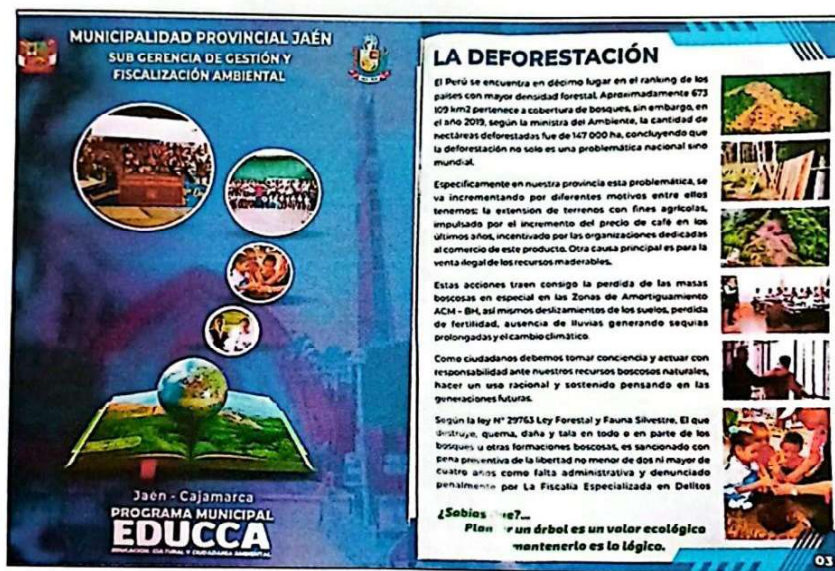 MUNICIPALIDAD PROVINCIAL JAÉN
SUB GERENCIA DE GESTIÓN Y
FISCALIZACIÓN AMBIENTAL
Jaén - Cajamarca
PROGRAMA MUNICIPAL
EDUCCA
EDUCACIÓN, CULTURA Y CIUDADANÍA AMBIENTAL
LA DEFORESTACIÓN
El Perú se encuentra en décimo lugar en el ranking de los
países con mayor densidad forestal. Aproximadamente 673
109 km2 pertenece a cobertura de bosques, sin embargo, en
el año 2019, según la ministra del Ambiente, la cantidad de
hectáreas deforestadas fue de 147 000 ha, concluyendo que
la deforestación no solo es una problemática nacional sino
mundial.
Específicamente en nuestra provincia esta problemática, se
va incrementando por diferentes motivos entre ellos
tenemos: la extensión de terrenos con fines agrícolas,
impulsado por el incremento del precio de café en los
últimos años, incentivado por las organizaciones dedicadas
al comercio de este producto. Otra causa principal es para la
venta ilegal de los recursos maderables.
Estas acciones traen consigo la perdida de las masas
boscosas en especial en las Zonas de Amortiguamiento
ACM - BH, así mismos deslizamientos de los suelos, perdida
de fertilidad, ausencia de lluvias generando sequias
prolongadas y el cambio climático.
Como ciudadanos debemos tomar conciencia y actuar con
responsabilidad ante nuestros recursos boscosos naturales,
hacer un uso racional y sostenido pensando en las
generaciones futuras.
Según la ley N° 29763 Ley Forestal y Fauna Silvestre, El que
destruye, quema, daña y tala en todo o en parte de los
bosques u otras formaciones boscosas, es sancionado con
pena preventiva de la libertad no menor de dos ni mayor de
cuatro años como falta administrativa y denunciado
penalmente por La Fiscalía Especializada en Delitos
¿Sabías que?...
un árbol es un valor ecológico
mantenerlo es lo lógico.
03